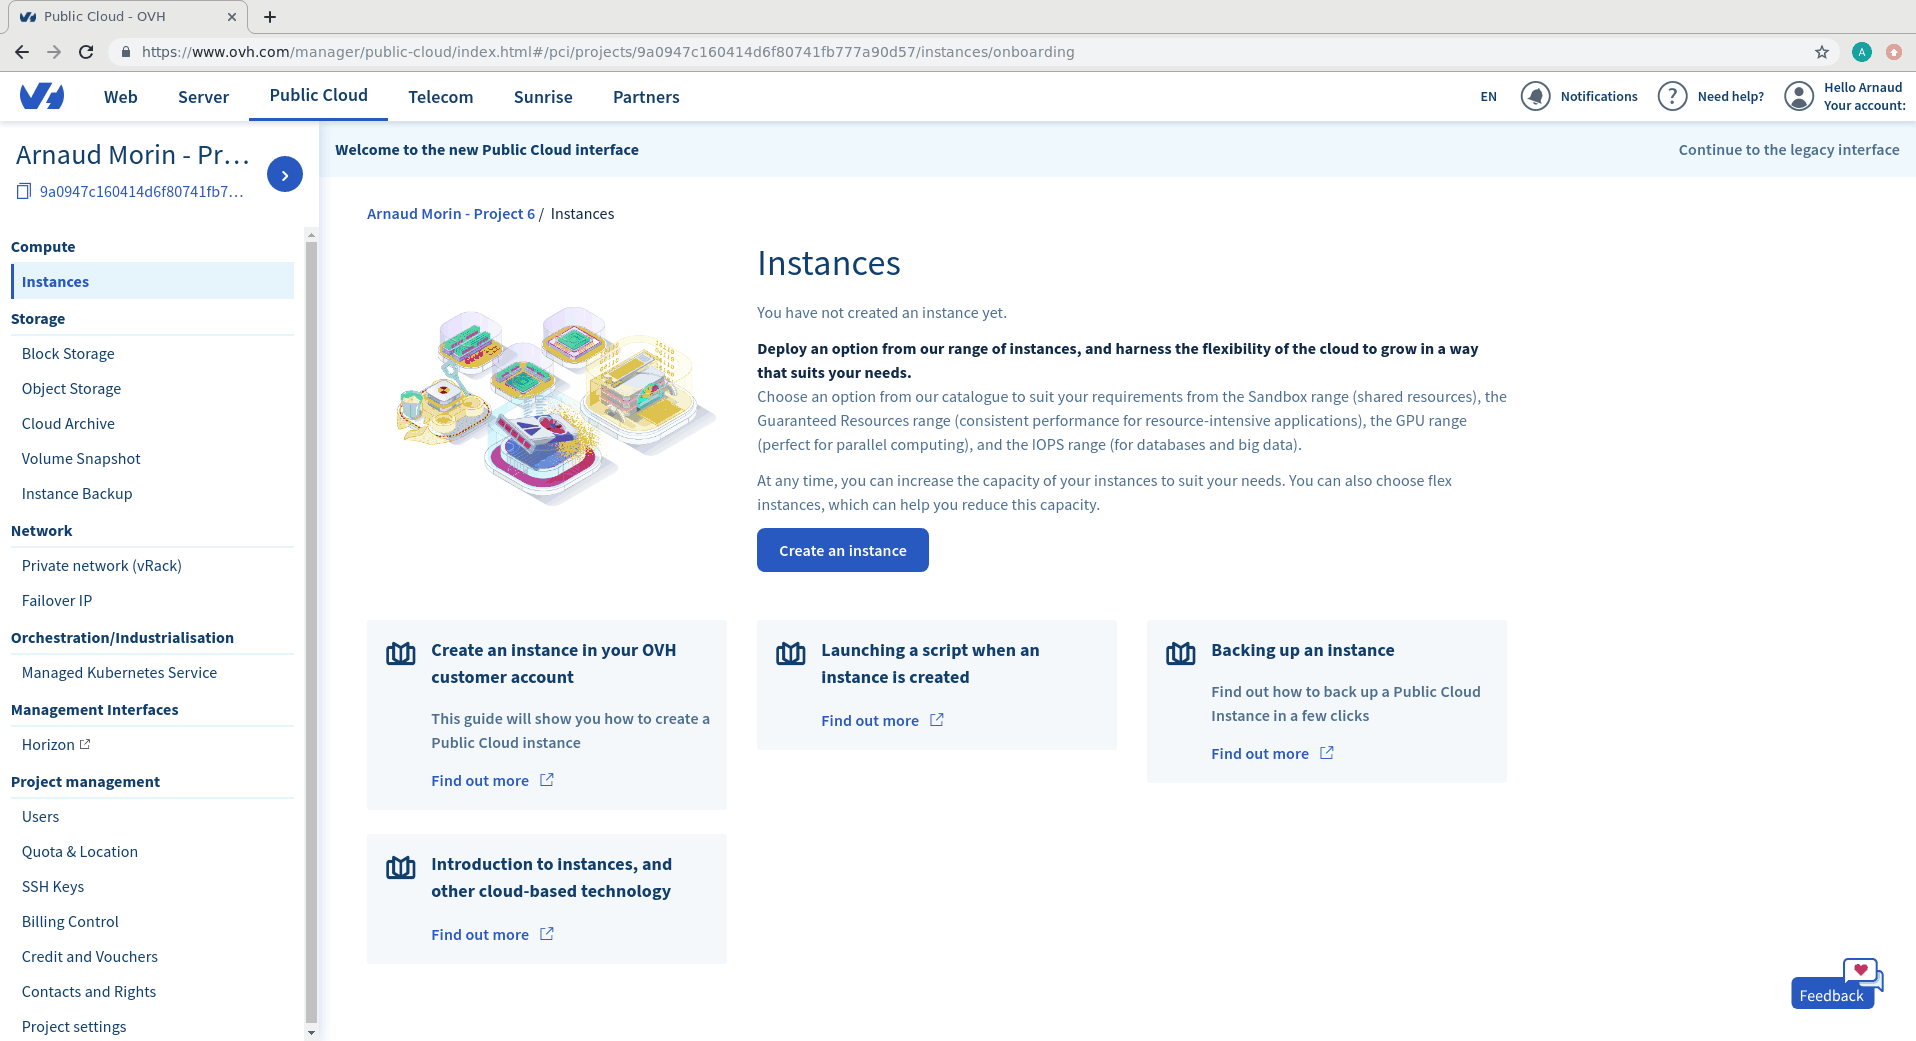 Public Cloud - OVH
https://www.ovh.com/manager/public-cloud/index.html#/pci/projects/9a0947c160414d6f80741fb777a90d57/instances/onboarding
A
Web Server Public Cloud Telecom Sunrise Partners
EN Notifications Need help? Hello Arnaud
Your account:
Arnaud Morin - Pr...
9a0947c160414d6f80741fb7...
Compute
Instances
Storage
Block Storage
Object Storage
Cloud Archive
Volume Snapshot
Instance Backup
Network
Private network (vRack)
Failover IP
Orchestration/Industrialisation
Managed Kubernetes Service
Management Interfaces
Horizon
Project management
Users
Quota & Location
SSH Keys
Billing Control
Credit and Vouchers
Contacts and Rights
Project settings
Welcome to the new Public Cloud interface
Continue to the legacy interface
Arnaud Morin - Project 6 / Instances
Instances
You have not created an instance yet.
Deploy an option from our range of instances, and harness the flexibility of the cloud to grow in a way
that suits your needs.
Choose an option from our catalogue to suit your requirements from the Sandbox range (shared resources), the
Guaranteed Resources range (consistent performance for resource-intensive applications), the GPU range
(perfect for parallel computing), and the IOPS range (for databases and big data).
At any time, you can increase the capacity of your instances to suit your needs. You can also choose flex
instances, which can help you reduce this capacity.
Create an instance
Create an instance in your OVH
customer account
This guide will show you how to create a
Public Cloud instance
Find out more
Launching a script when an
instance is created
Find out more
Backing up an instance
Find out how to back up a Public Cloud
Instance in a few clicks
Find out more
Introduction to instances, and
other cloud-based technology
Find out more
Feedback